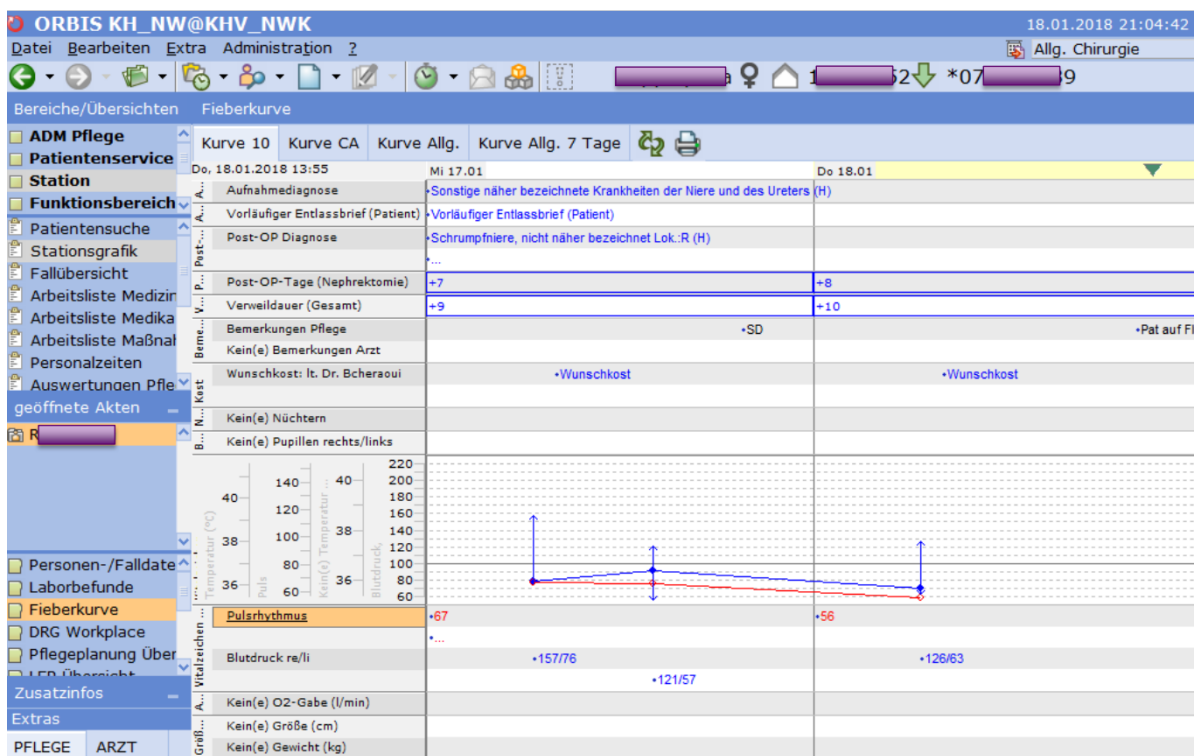 ORBIS KH_NW@KHV_NWK 18.01.2018 21:04:42
Datei Bearbeiten Extra Administration ? Allg. Chirurgie
*07 9
Bereiche/Übersichten Fieberkurve
ADM Pflege
Patientenservice
Station
Funktionsbereich
Patientensuche
Stationsgrafik
Fallübersicht
Arbeitsliste Medizin
Arbeitsliste Medika
Arbeitsliste Maßnah
Personalzeiten
Auswertungen Pfle
geöffnete Akten
R
Personen-/Falldate
Laborbefunde
Fieberkurve
DRG Workplace
Pflegeplanung Über
LEP Übersicht
Zusatzinfos
Extras
PFLEGE ARZT
Kurve 10 Kurve CA Kurve Allg. Kurve Allg. 7 Tage
Do, 18.01.2018 13:55 Mi 17.01 Do 18.01
A... Aufnahmediagnose Sonstige näher bezeichnete Krankheiten der Niere und des Ureters (H)
A... Vorläufiger Entlassbrief (Patient) Vorläufiger Entlassbrief (Patient)
Post-... Post-OP Diagnose Schrumpfniere, nicht näher bezeichnet Lok.:R (H)
...
P... Post-OP-Tage (Nephrektomie) +7 +8
V... Verweildauer (Gesamt) +9 +10
Beme... Bemerkungen Pflege SD Pat auf Fl
Kein(e) Bemerkungen Arzt
Kost Wunschkost: lt. Dr. Bcheraoui Wunschkost Wunschkost
N... Kein(e) Nüchtern
B... Kein(e) Pupillen rechts/links
Temperatur (°C) 40 38 36
Puls 140 120 100 80 60
Kein(e) Temperatur ... 40 38 36
Blutdruck, 220 200 180 160 140 120 100 80 60
Vitalzeichen ... Pulsrhythmus 67 56
...
Blutdruck re/li 157/76 126/63
121/57
A... Kein(e) O2-Gabe (l/min)
Größ... Kein(e) Größe (cm)
Kein(e) Gewicht (kg)